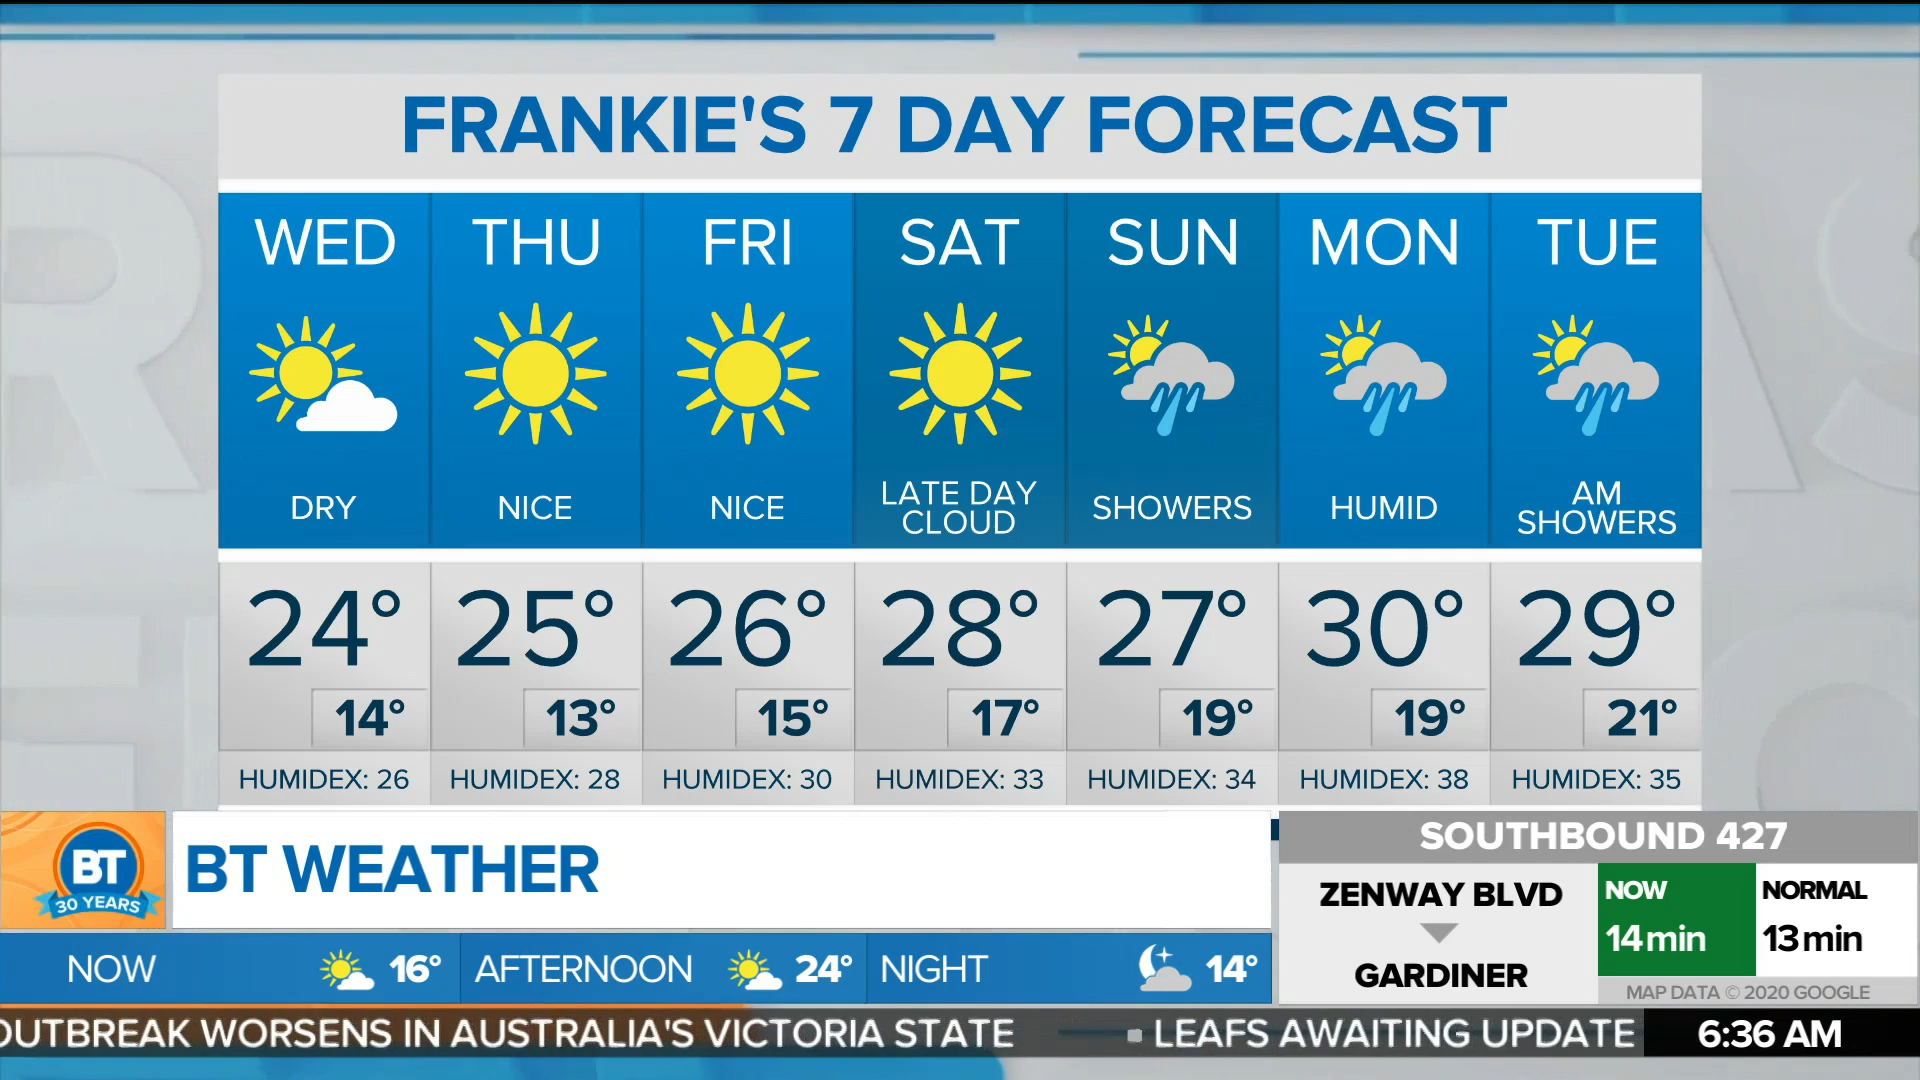 FRANKIE'S 7 DAY FORECAST
WED THU FRI SAT SUN MON TUE
DRY NICE NICE LATE DAY CLOUD SHOWERS HUMID AM SHOWERS
24° 25° 26° 28° 27° 30° 29°
14° 13° 15° 17° 19° 19° 21°
HUMIDEX: 26 HUMIDEX: 28 HUMIDEX: 30 HUMIDEX: 33 HUMIDEX: 34 HUMIDEX: 38 HUMIDEX: 35
BT
30 YEARS
BT WEATHER
NOW 16° AFTERNOON 24° NIGHT 14°
SOUTHBOUND 427
ZENWAY BLVD
GARDINER
NOW
14 min
NORMAL
13 min
MAP DATA © 2020 GOOGLE
OUTBREAK WORSENS IN AUSTRALIA'S VICTORIA STATE ▪ LEAFS AWAITING UPDATE
6:36 AM